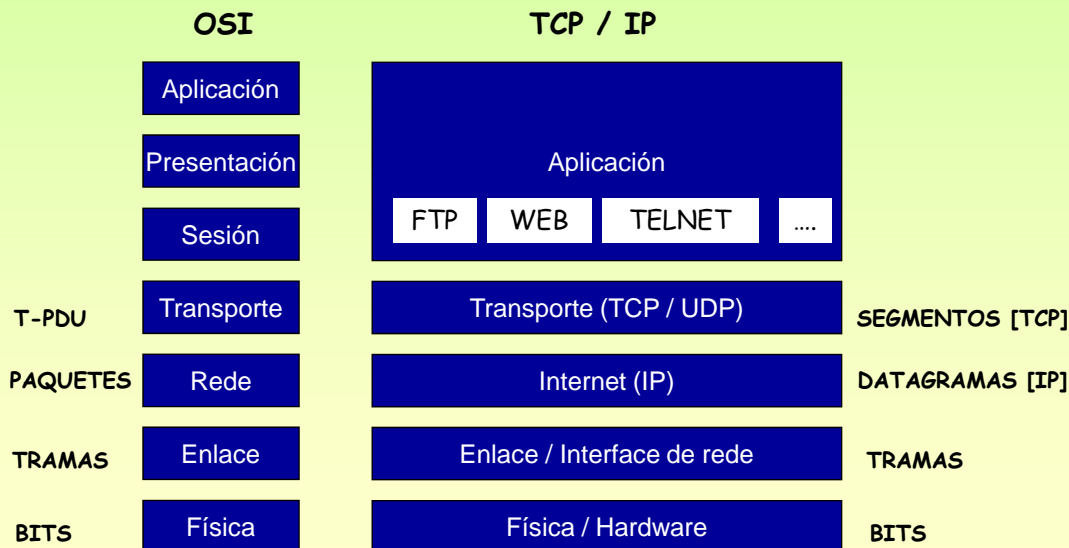 OSI
TCP / IP
Aplicación
Presentación
Aplicación
FTP
WEB
TELNET
....
Sesión
T-PDU
Transporte
Transporte (TCP / UDP)
SEGMENTOS [TCP]
PAQUETES
Rede
Internet (IP)
DATAGRAMAS [IP]
TRAMAS
Enlace
Enlace / Interface de rede
TRAMAS
BITS
Física
Física / Hardware
BITS